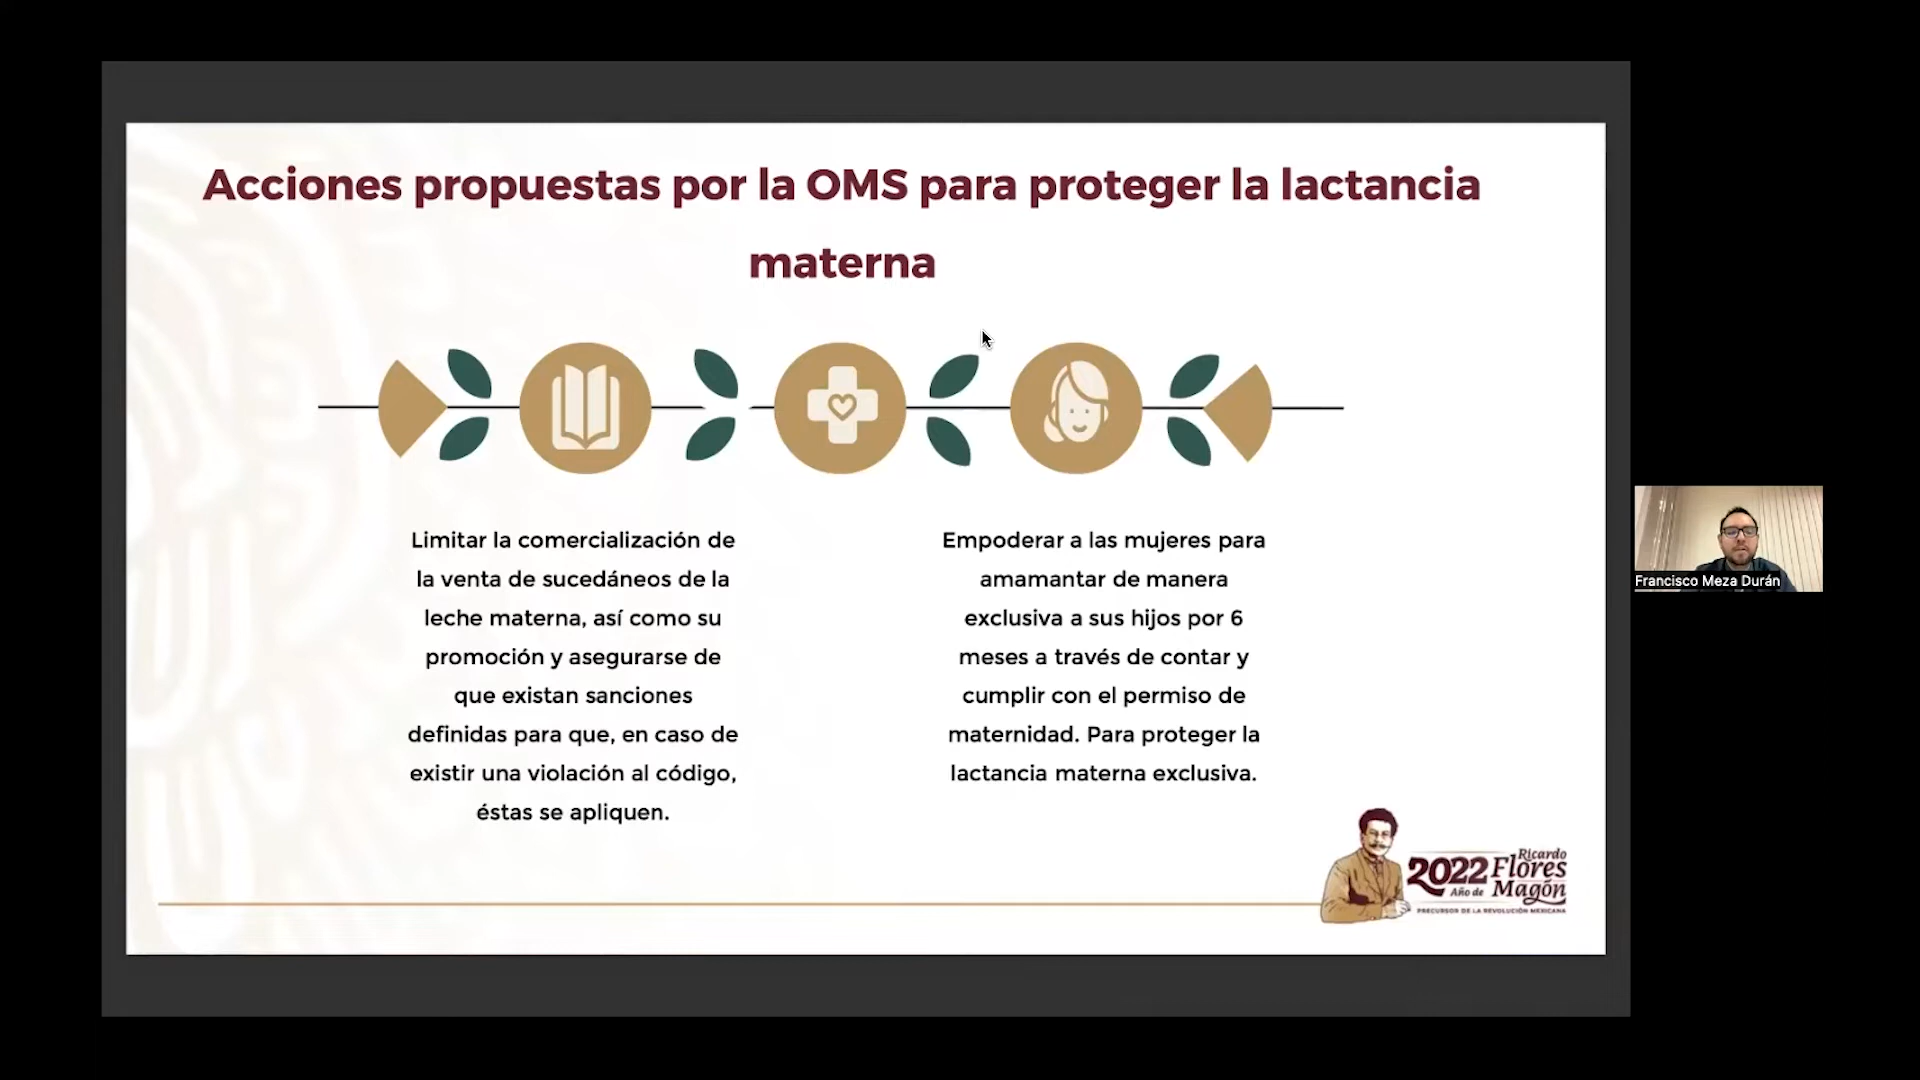 Acciones propuestas por la OMS para proteger la lactancia
materna
Limitar la comercialización de
la venta de sucedáneos de la
leche materna, así como su
promoción y asegurarse de
que existan sanciones
definidas para que, en caso de
existir una violación al código,
éstas se apliquen.
Empoderar a las mujeres para
amamantar de manera
exclusiva a sus hijos por 6
meses a través de contar y
cumplir con el permiso de
maternidad. Para proteger la
lactancia materna exclusiva.
2022 Ricardo
Año de Flores
Magón
PRECURSOR DE LA REVOLUCIÓN MEXICANA
Francisco Meza Durán